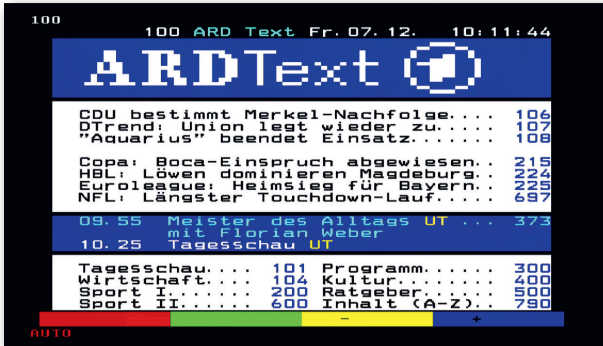 100
100 ARD Text Fr. 07. 12. 10:11:44
ARDText 1
CDU bestimmt Merkel-Nachfolge.... 106
DTrend: Union legt wieder zu..... 107
"Aquarius" beendet Einsatz....... 108
Copa: Boca-Einspruch abgewiesen.. 215
HBL: Löwen dominieren Magdeburg.. 224
Euroleague: Heimsieg für Bayern.. 225
NFL: Längster Touchdown-Lauf..... 697
09.55 Meister des Alltags UT ... 373
mit Florian Weber
10.25 Tagesschau UT
Tagesschau.... 101 Programm...... 300
Wirtschaft.... 104 Kultur........ 400
Sport I....... 200 Ratgeber...... 500
Sport II...... 600 Inhalt (A-Z).. 790
- +
AUTO